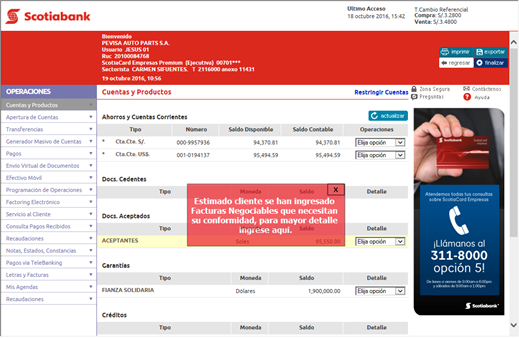 Scotiabank
Ultimo Acceso
18 octubre 2016, 15:42
T.Cambio Referencial
Compra: S/.3.2800
Venta: S/.3.4800
Bienvenido
PEVISA AUTO PARTS S.A.
Usuario JESUS 01
Ruc 20100084768
ScotiaCard Empresas Premium (Ejecutiva) 00701***
Sectorista CARMEN SIFUENTES. T 2116000 anexo 11431
19 octubre 2016, 10:56
imprimir
exportar
regresar
finalizar
OPERACIONES
Cuentas y Productos
Apertura de Cuentas
Transferencias
Generador Masivo de Cuentas
Pagos
Envío Virtual de Documentos
Efectivo Móvil
Programación de Operaciones
Factoring Electrónico
Servicio al Cliente
Consulta Pagos Recibidos
Recaudaciones
Notas, Estados, Constancias
Pagos vía TeleBanking
Letras y Facturas
Mis Agendas
Recaudaciones
Cuentas y Productos
Restringir Cuentas
Ahorros y Cuentas Corrientes
actualizar
Tipo Número Saldo Disponible Saldo Contable Operaciones
* Cta.Cte. S/. 000-9957936 94,370.81 94,370.81 Elija opción
* Cta.Cte. US$. 001-0194137 95,494.59 95,494.59 Elija opción
Docs. Cedentes
Tipo Moneda Saldo Detalle
Docs. Aceptados
Tipo Detalle
ACEPTANTES Soles 95,550.00 Elija opción
X
Estimado cliente se han ingresado
Facturas Negociables que necesitan
su conformidad, para mayor detalle
ingrese aqui.
Garantías
Tipo Moneda Saldo Detalle
FIANZA SOLIDARIA Dólares 1,900,000.00 Elija opción
Créditos
Tipo Moneda Saldo Detalle
Zona Segura
Contáctenos
Preguntas
Ayuda
Atendemos todas tus consultas
sobre ScotiaCard Empresas
¡Llámanos al
311-8000
opción 5!
Scotiabank